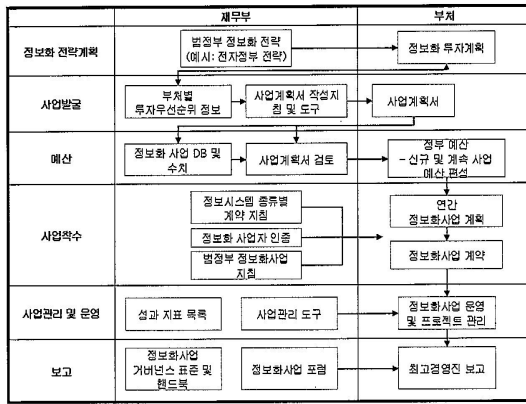 재무부
부처
정보화 전략계획
범정부 정보화 전략
(예시: 전자정부 전략)
정보화 투자계획
사업발굴
부처별
투자우선순위 정보
사업계획서 작성지
침 및 도구
사업계획서
예산
정보화 사업 DB 및
수치
사업계획서 검토
정부 예산
- 신규 및 계속 사업
예산 편성
사업착수
정보시스템 종류별
계약 지침
정보화 사업자 인증
범정부 정보화사업
지침
연간
정보화사업 계획
정보화사업 계약
사업관리 및 운영
성과 지표 목록
사업관리 도구
정보화사업 운영
및 프로젝트 관리
보고
정보화사업
거버넌스 표준 및
핸드북
정보화사업 포럼
최고경영진 보고